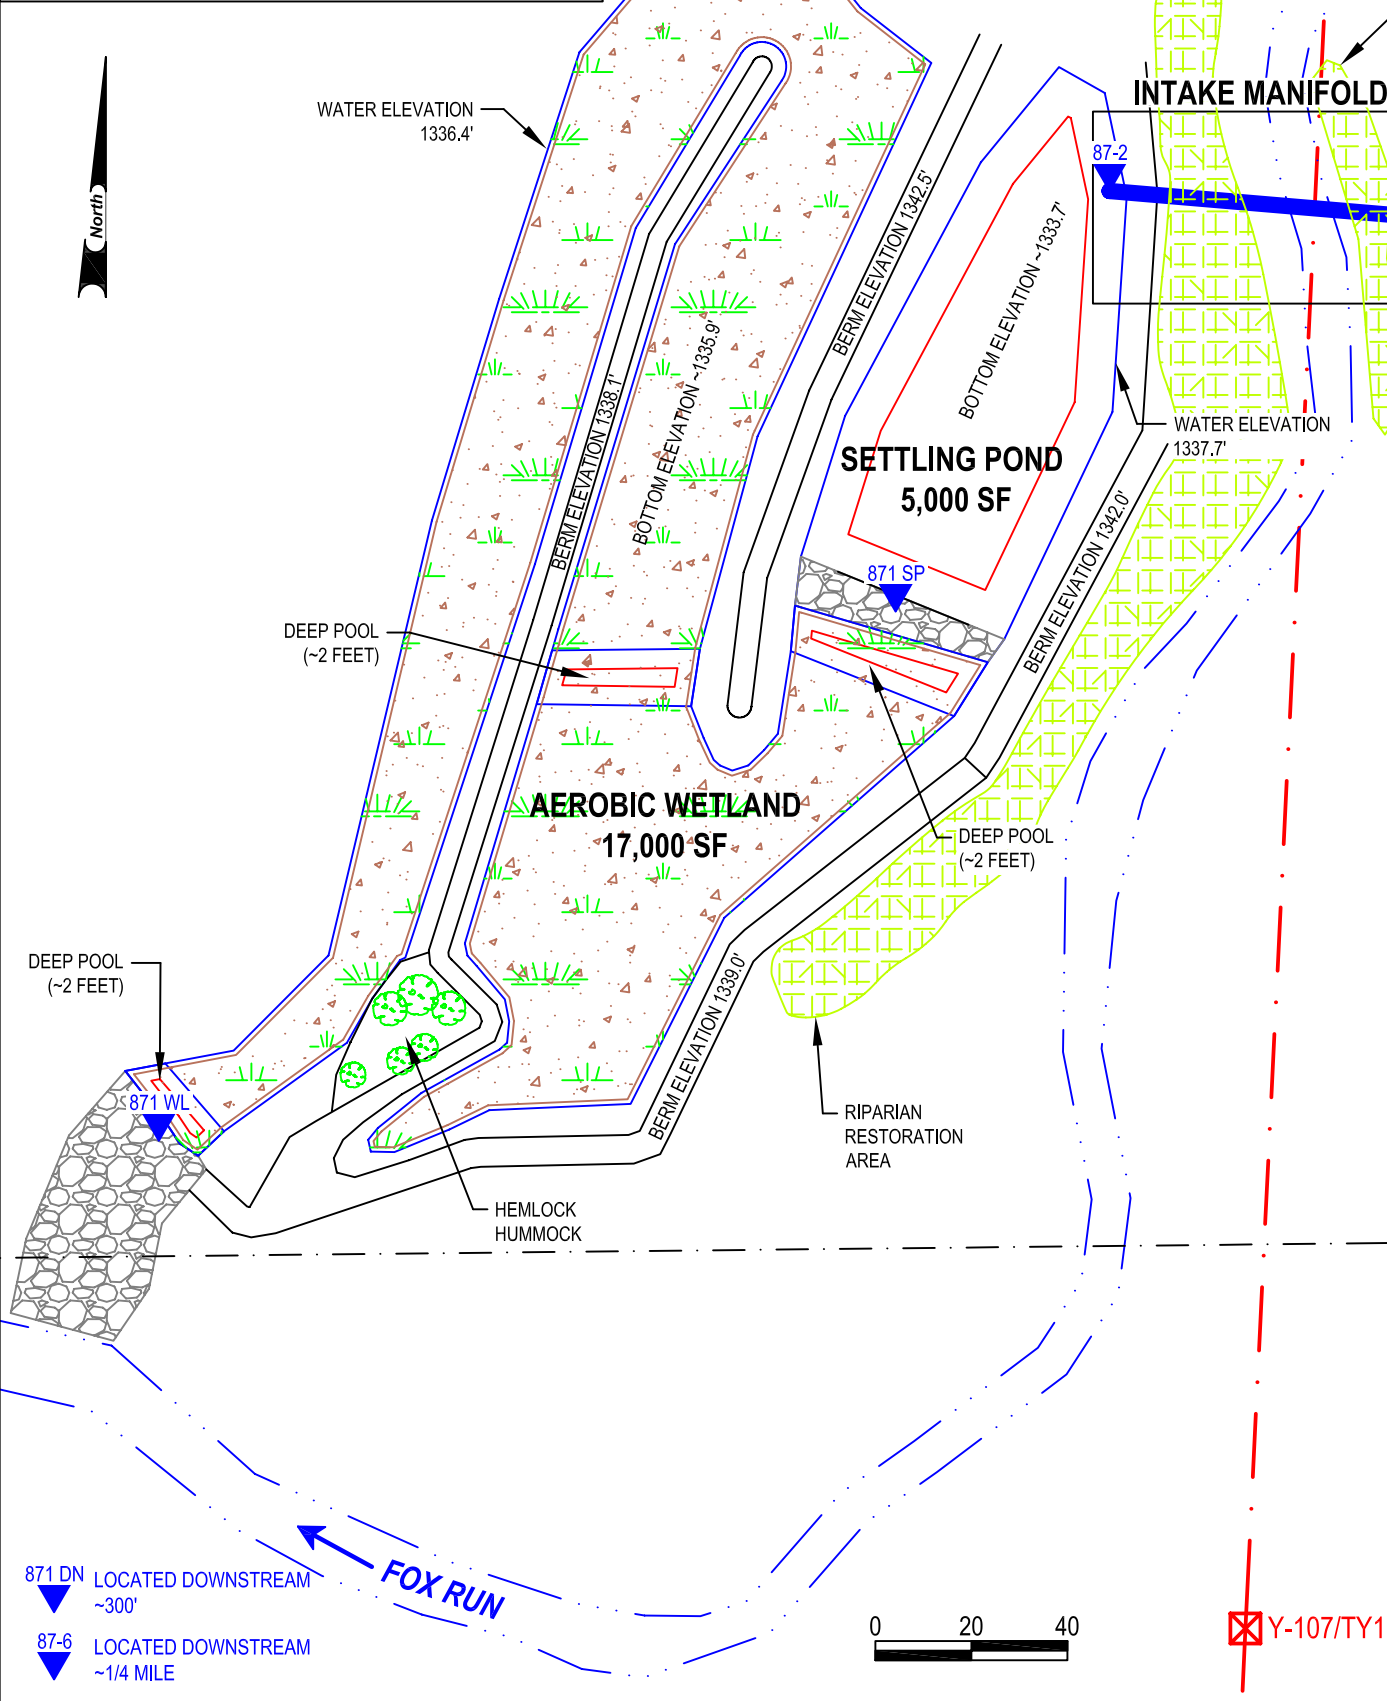 INTAKE MANIFOLD
WATER ELEVATION
1336.4'
87-2
North
BERM ELEVATION 1342.5'
BOTTOM ELEVATION ~1333.7'
BOTTOM ELEVATION ~1335.9'
BERM ELEVATION 1338.1'
WATER ELEVATION
1337.7'
SETTLING POND
5,000 SF
BERM ELEVATION 1342.0'
871 SP
DEEP POOL
(~2 FEET)
AEROBIC WETLAND
17,000 SF
DEEP POOL
(~2 FEET)
DEEP POOL
(~2 FEET)
BERM ELEVATION 1339.0'
871 WL
RIPARIAN
RESTORATION
AREA
HEMLOCK
HUMMOCK
FOX RUN
871 DN
LOCATED DOWNSTREAM
~300'
87-6
LOCATED DOWNSTREAM
~1/4 MILE
0 20 40
Y-107/TY1